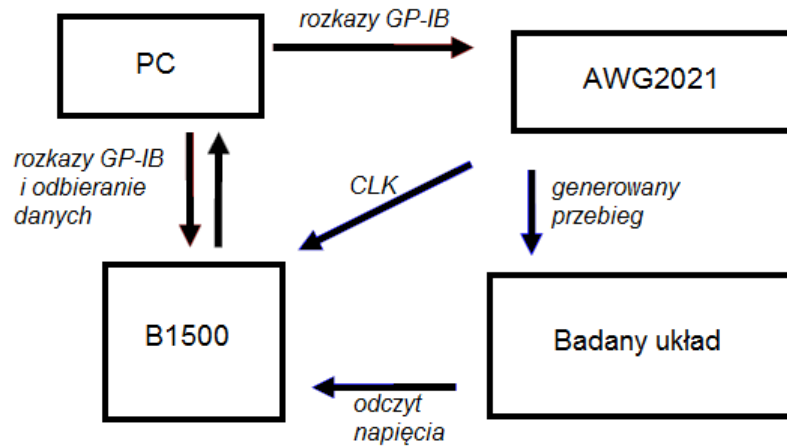 rozkazy GP-IB
PC
AWG2021
rozkazy GP-IB
i odbieranie
danych
CLK
generowany
przebieg
B1500
Badany układ
odczyt
napięcia